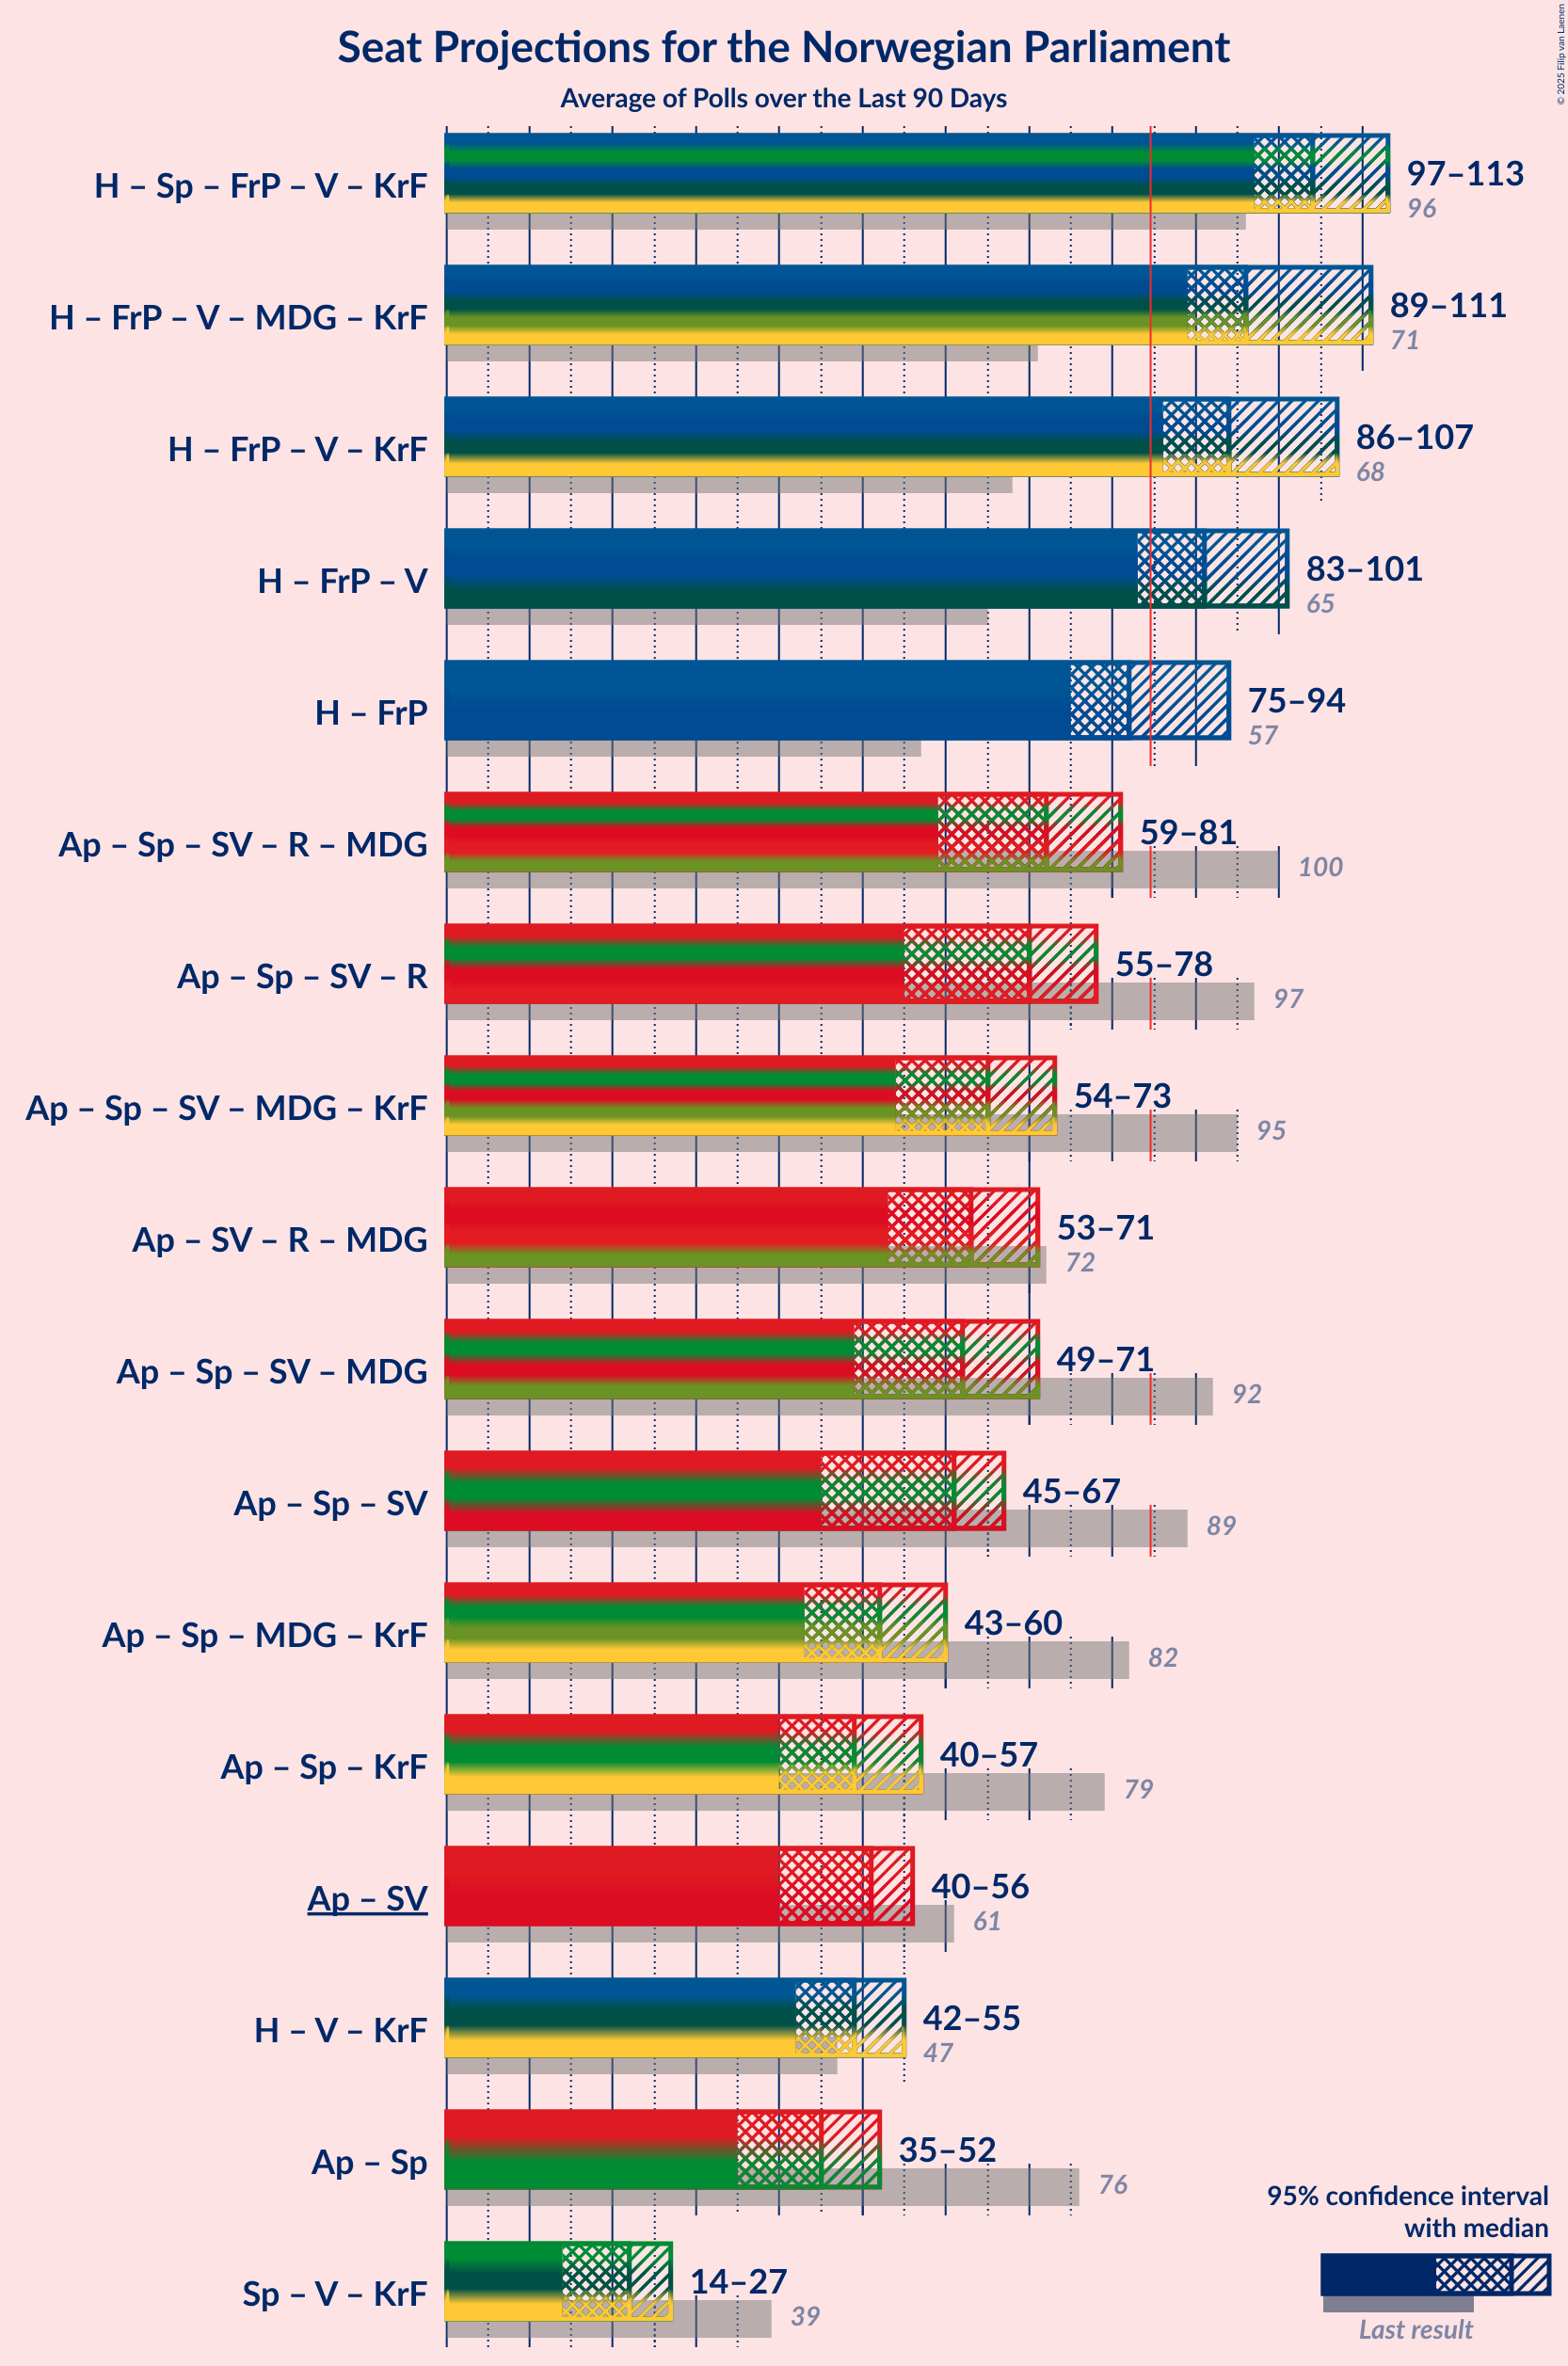 Seat Projections for the Norwegian Parliament
Average of Polls over the Last 90 Days
© 2025 Filip van Laenen
H – Sp – FrP – V – KrF
97–113
96
H – FrP – V – MDG – KrF
89–111
71
H – FrP – V – KrF
86–107
68
H – FrP – V
83–101
65
H – FrP
75–94
57
Ap – Sp – SV – R – MDG
59–81
100
Ap – Sp – SV – R
55–78
97
Ap – Sp – SV – MDG – KrF
54–73
95
Ap – SV – R – MDG
53–71
72
Ap – Sp – SV – MDG
49–71
92
Ap – Sp – SV
45–67
89
Ap – Sp – MDG – KrF
43–60
82
Ap – Sp – KrF
40–57
79
Ap – SV
40–56
61
H – V – KrF
42–55
47
Ap – Sp
35–52
76
Sp – V – KrF
14–27
39
95% confidence interval
with median
Last result